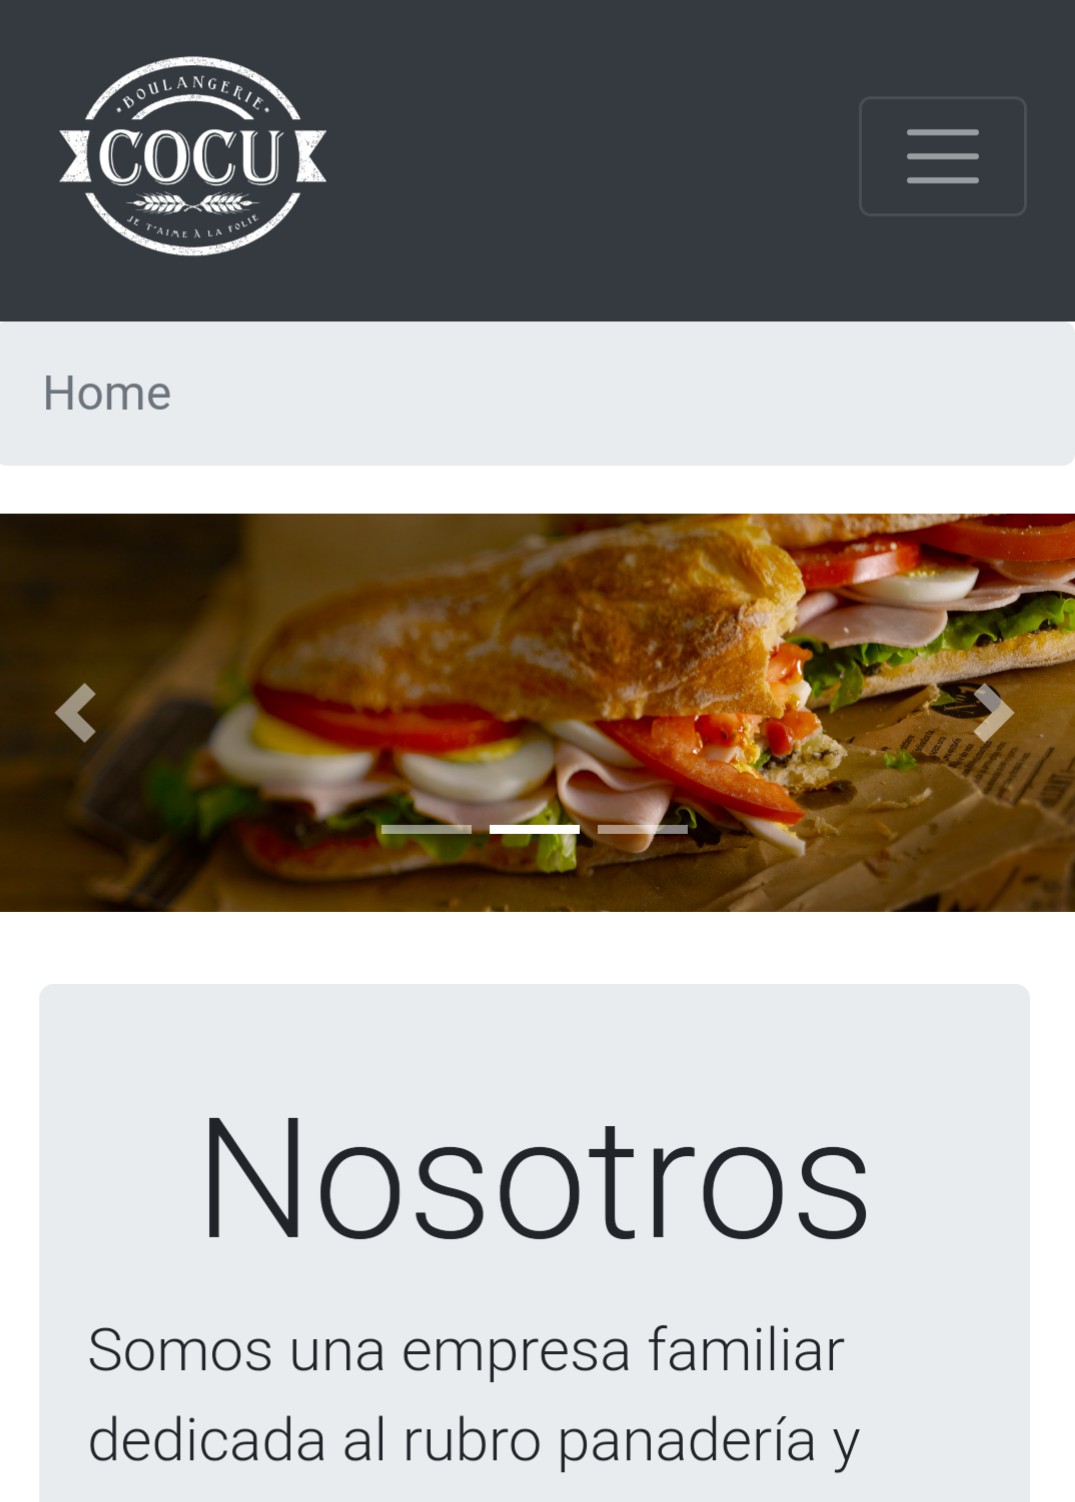 BOULANGERIE
COCU
JE T'AIME À LA FOLIE
Home
Nosotros
Somos una empresa familiar
dedicada al rubro panadería y